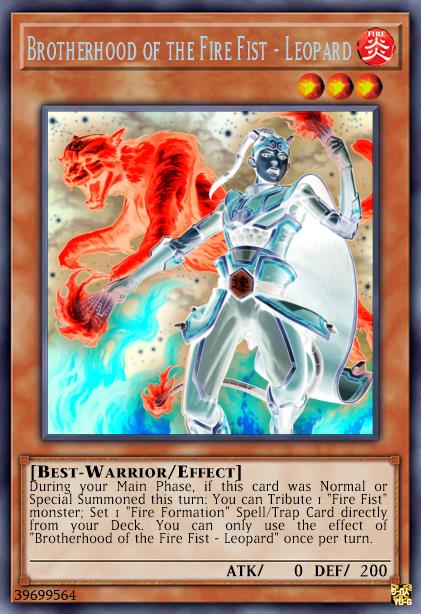 Brotherhood of the Fire Fist - Leopard
FIRE
炎
[Best-Warrior/Effect]
During your Main Phase, if this card was Normal or
Special Summoned this turn: You can Tribute 1 "Fire Fist"
monster; Set 1 "Fire Formation" Spell/Trap Card directly
from your Deck. You can only use the effect of
"Brotherhood of the Fire Fist - Leopard" once per turn.
ATK/ 0 DEF/ 200
39699564